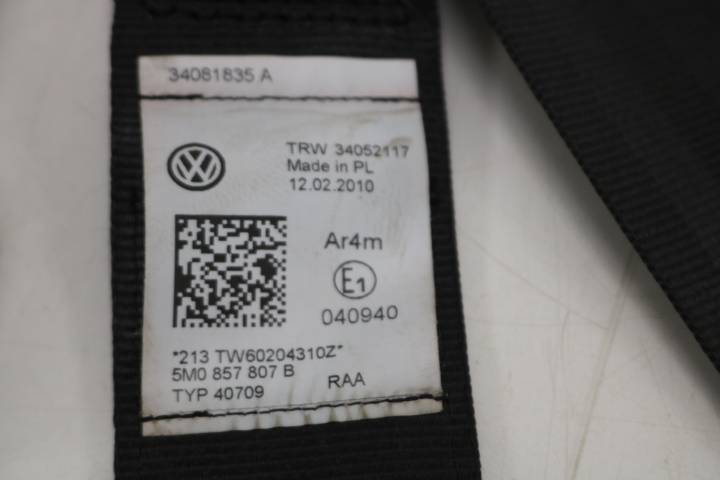 34081835 A
TRW 34052117
Made in PL
12.02.2010
Ar4m
E1
040940
*213 TW60204310Z*
5M0 857 807 B
TYP 40709
RAA